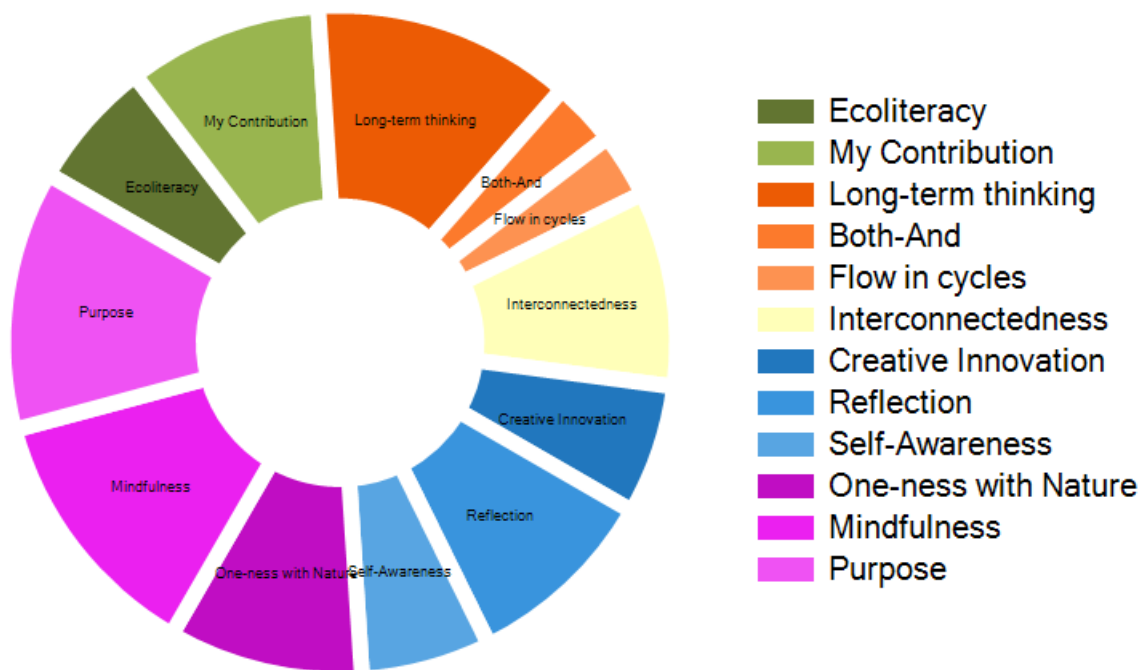 My Contribution
Long-term thinking
Both-And
Ecoliteracy
Flow in cycles
Interconnectedness
Purpose
Creative Innovation
Mindfulness
Reflection
One-ness with Nature
Self-Awareness
Ecoliteracy
My Contribution
Long-term thinking
Both-And
Flow in cycles
Interconnectedness
Creative Innovation
Reflection
Self-Awareness
One-ness with Nature
Mindfulness
Purpose